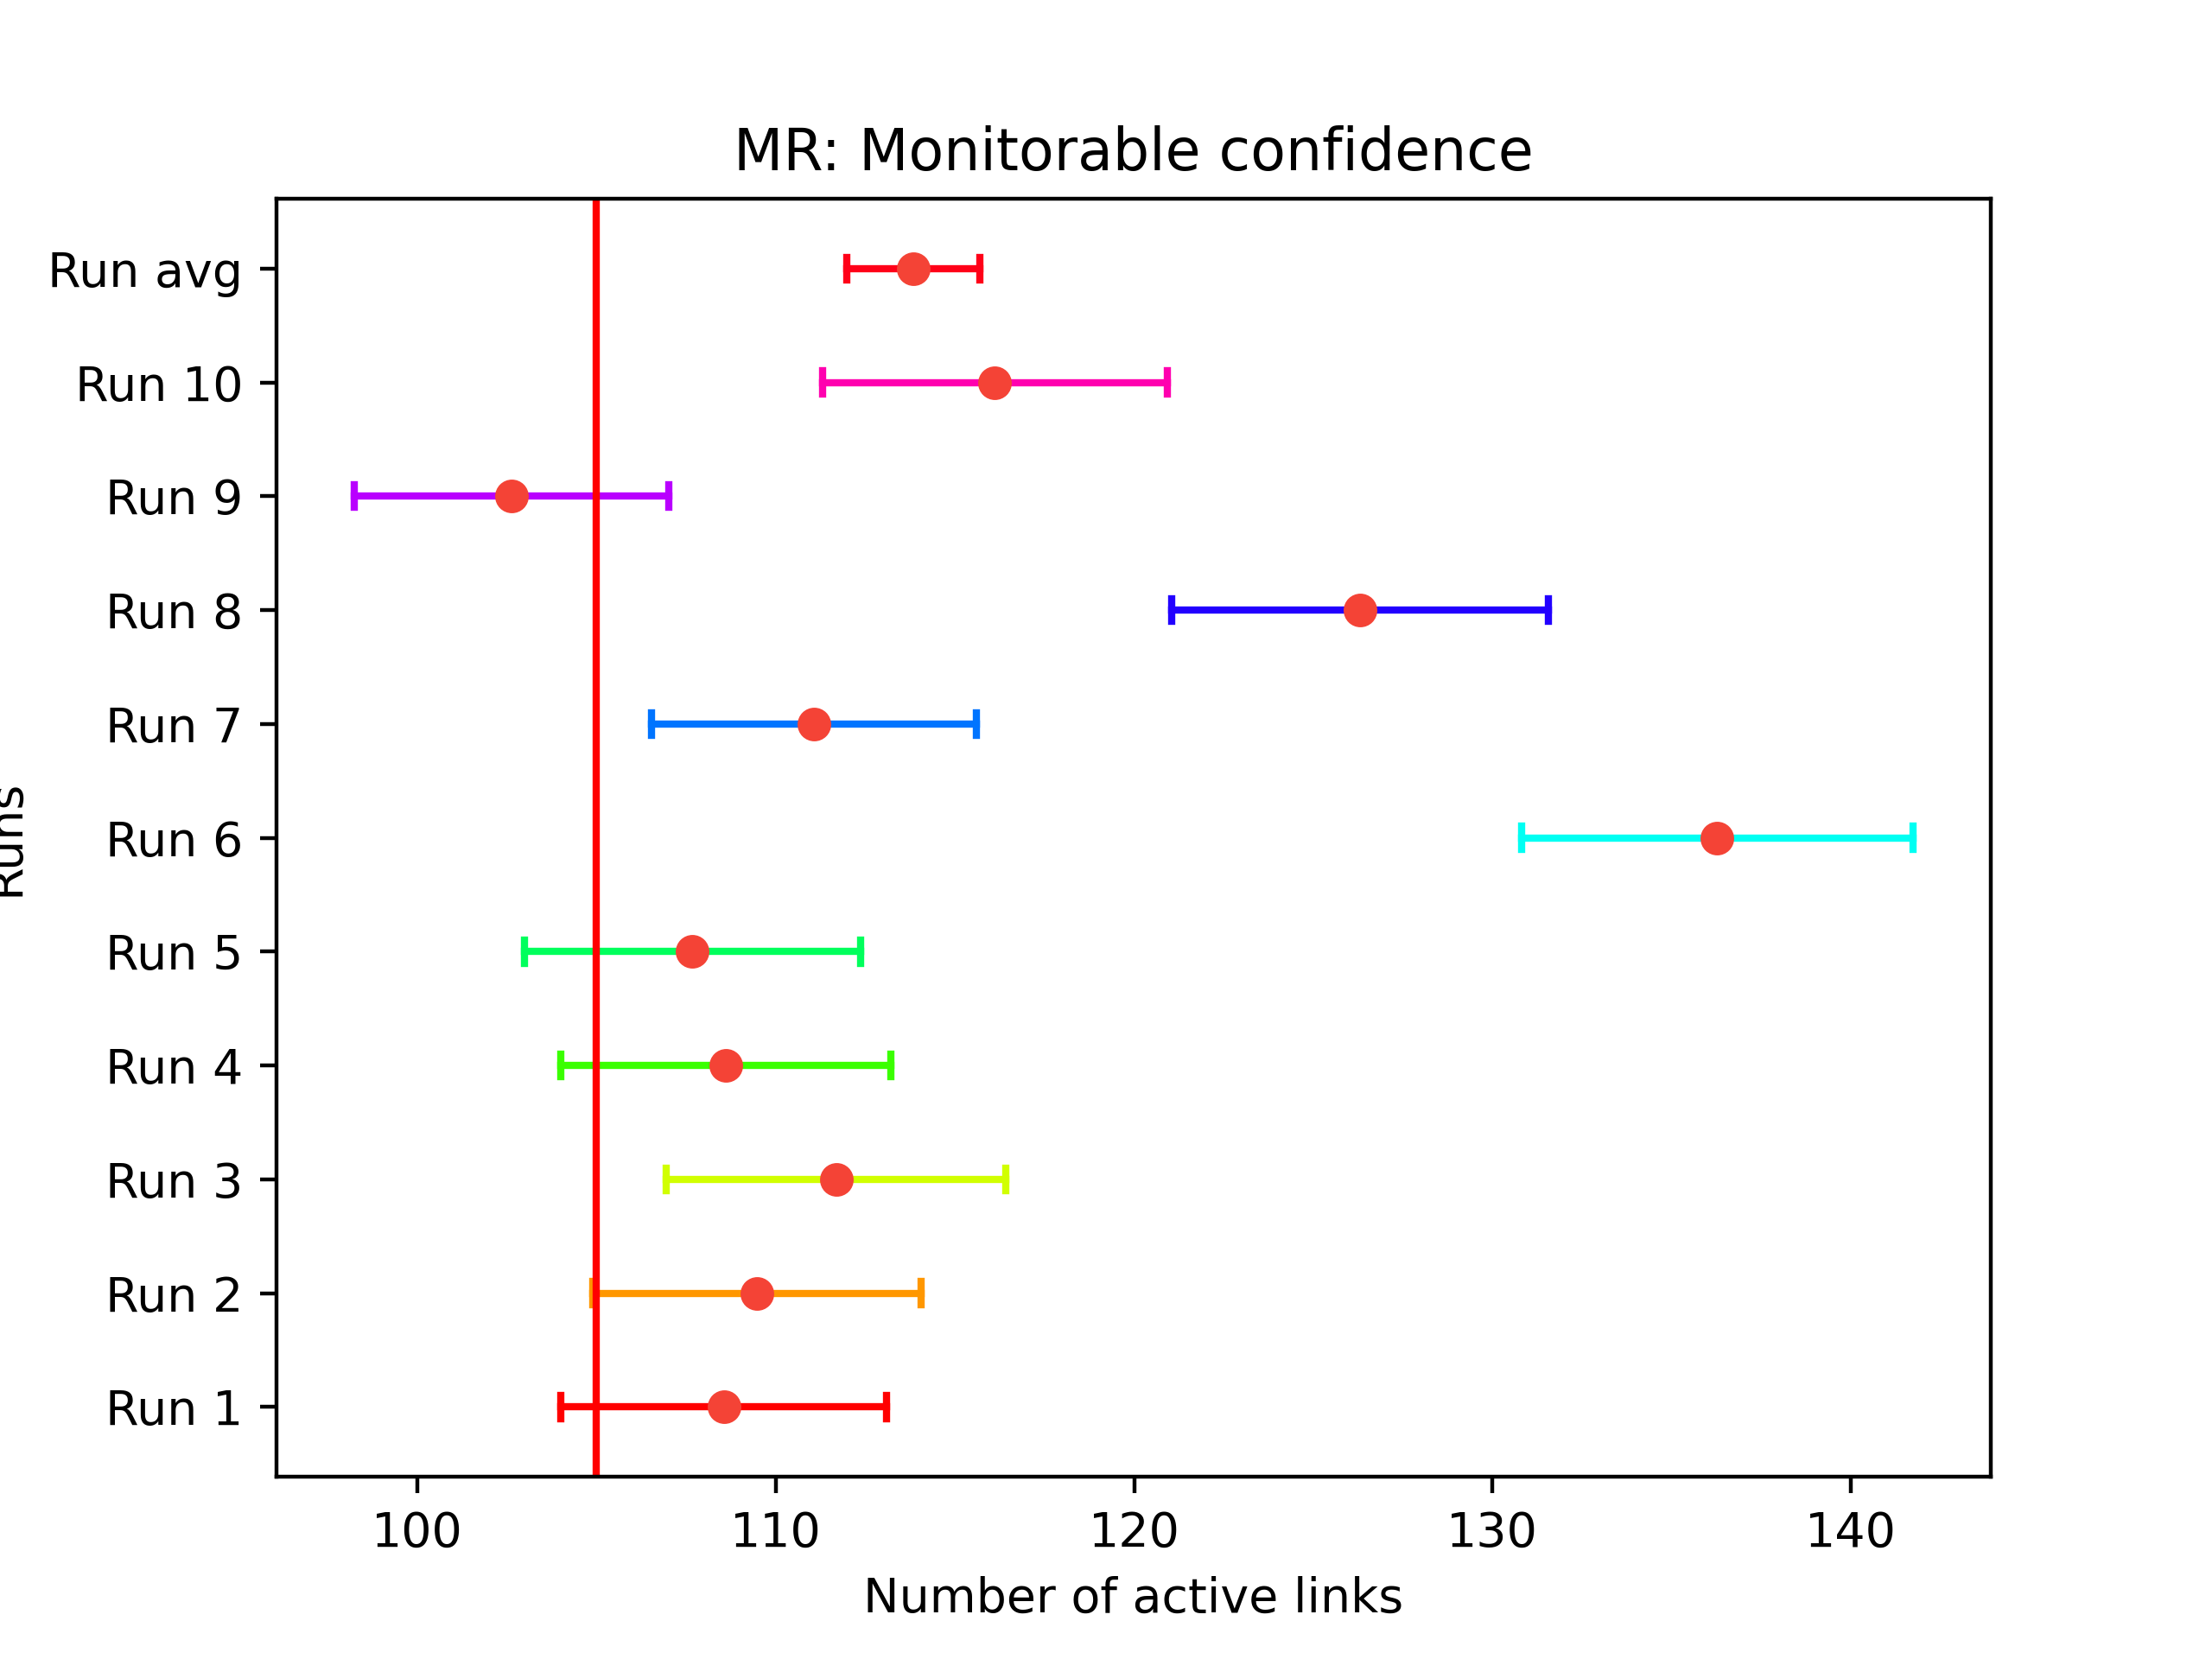 MR: Monitorable confidence
Run avg
Run 10
Run 9
Run 8
Run 7
Run 6
Run 5
Run 4
Run 3
Run 2
Run 1
Runs
100 110 120 130 140
Number of active links